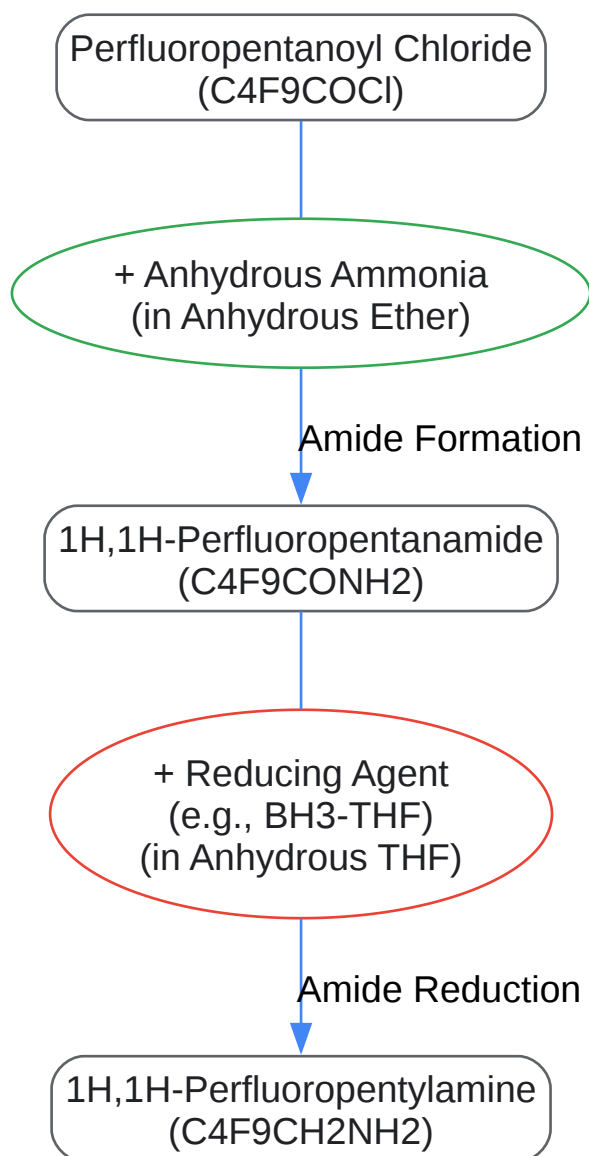 Perfluoropentanoyl Chloride
(C4F9COCl)
+ Anhydrous Ammonia
(in Anhydrous Ether)
Amide Formation
1H,1H-Perfluoropentanamide
(C4F9CONH2)
+ Reducing Agent
(e.g., BH3-THF)
(in Anhydrous THF)
Amide Reduction
1H,1H-Perfluoropentylamine
(C4F9CH2NH2)